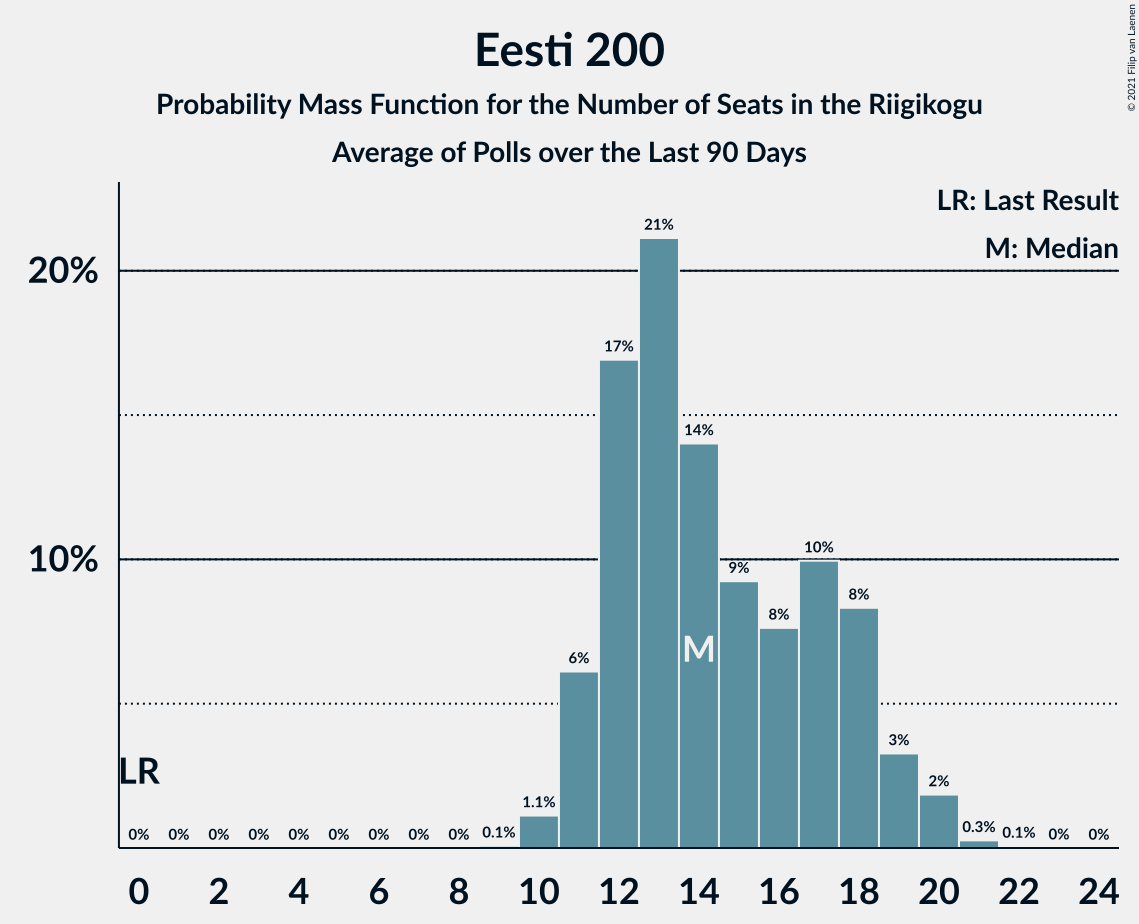 Eesti 200
Probability Mass Function for the Number of Seats in the Riigikogu
Average of Polls over the Last 90 Days
© 2021 Filip van Laenen
LR: Last Result
M: Median
20%
10%
21%
17%
14%
10%
9%
8%
8%
6%
M
3%
LR
2%
1.1%
0% 0% 0% 0% 0% 0% 0% 0% 0% 0.1% 0.3% 0.1% 0% 0%
0 2 4 6 8 10 12 14 16 18 20 22 24